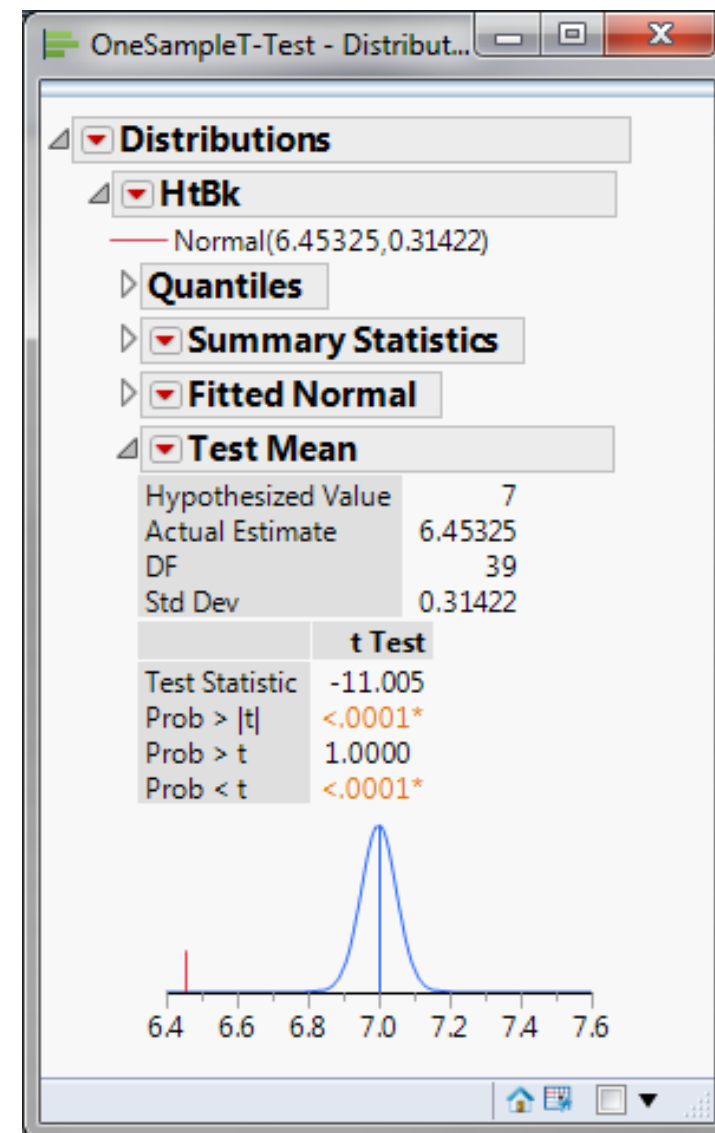 OneSampleT-Test - Distribut...
Distributions
HtBk
Normal(6.45325,0.31422)
Quantiles
Summary Statistics
Fitted Normal
Test Mean
Hypothesized Value 7
Actual Estimate 6.45325
DF 39
Std Dev 0.31422
t Test
Test Statistic -11.005
Prob > |t| <.0001*
Prob > t 1.0000
Prob < t <.0001*
6.4 6.6 6.8 7.0 7.2 7.4 7.6